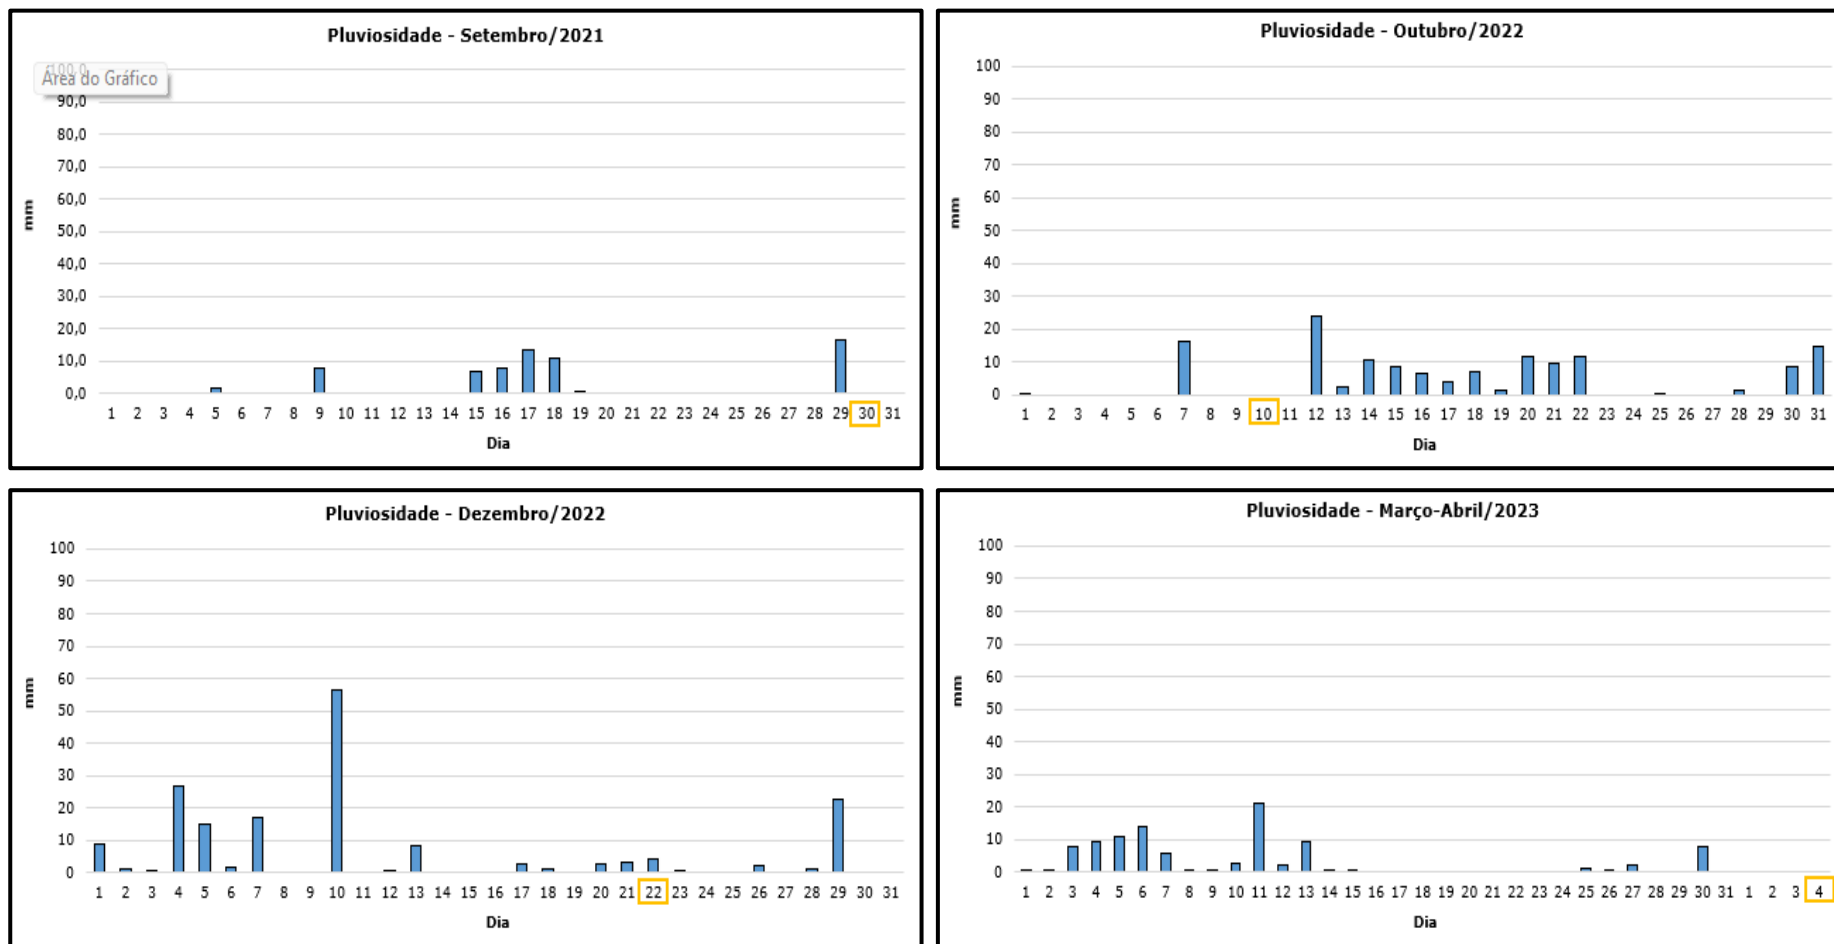 Pluviosidade - Setembro/2021
100,0
Área do Gráfico
90,0
80,0
70,0
60,0
50,0
40,0
30,0
20,0
10,0
0,0
mm
1 2 3 4 5 6 7 8 9 10 11 12 13 14 15 16 17 18 19 20 21 22 23 24 25 26 27 28 29 30 31
Dia
Pluviosidade - Outubro/2022
100
90
80
70
60
50
40
30
20
10
0
mm
1 2 3 4 5 6 7 8 9 10 11 12 13 14 15 16 17 18 19 20 21 22 23 24 25 26 27 28 29 30 31
Dia
Pluviosidade - Dezembro/2022
100
90
80
70
60
50
40
30
20
10
0
mm
1 2 3 4 5 6 7 8 9 10 11 12 13 14 15 16 17 18 19 20 21 22 23 24 25 26 27 28 29 30 31
Dia
Pluviosidade - Março-Abril/2023
100
90
80
70
60
50
40
30
20
10
0
mm
1 2 3 4 5 6 7 8 9 10 11 12 13 14 15 16 17 18 19 20 21 22 23 24 25 26 27 28 29 30 31 1 2 3 4
Dia